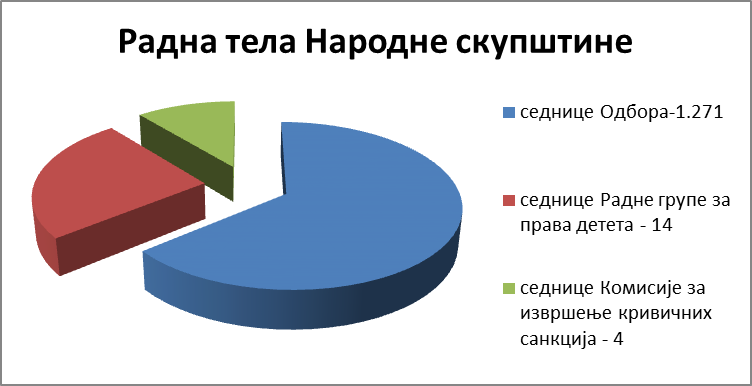 Радна тела Народне скупштине
седнице Одбора-1.271
седнице Радне групе за
права детета - 14
седнице Комисије за
извршење кривичних
санкција - 4